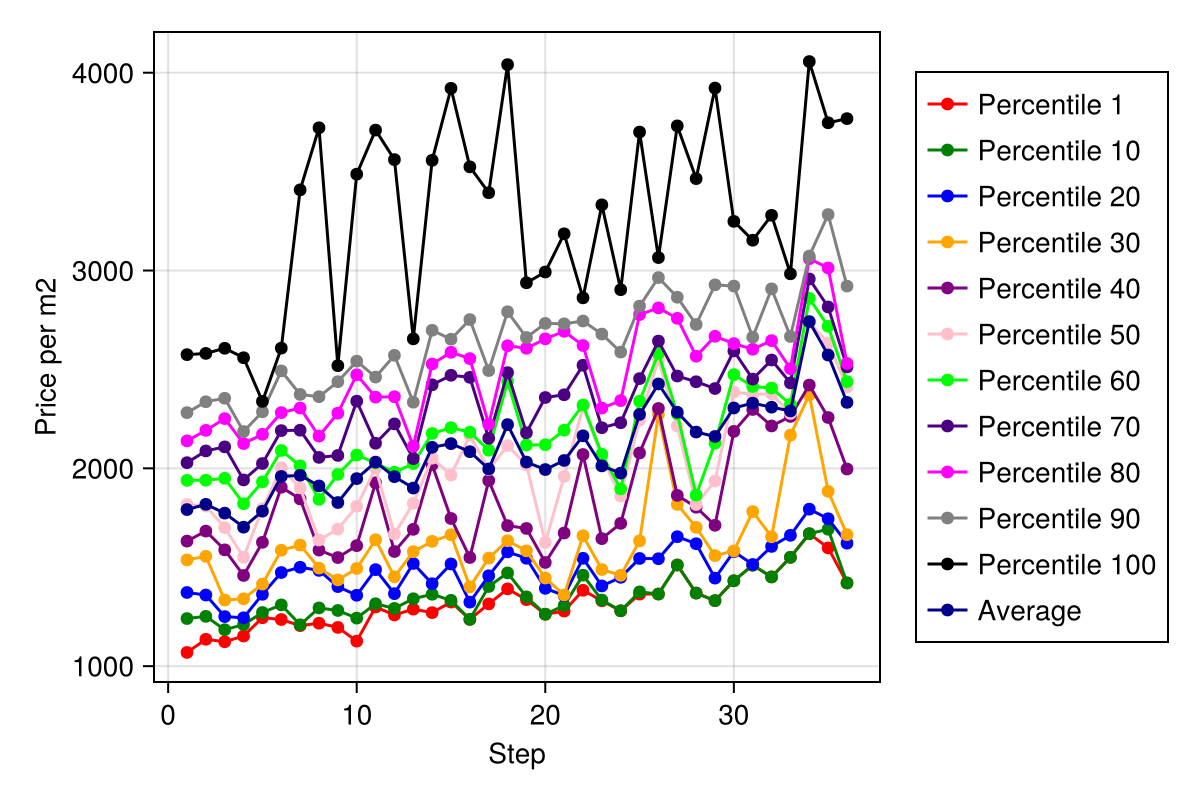 4000
3000
2000
1000
Price per m2
0 10 20 30
Step
Percentile 1
Percentile 10
Percentile 20
Percentile 30
Percentile 40
Percentile 50
Percentile 60
Percentile 70
Percentile 80
Percentile 90
Percentile 100
Average